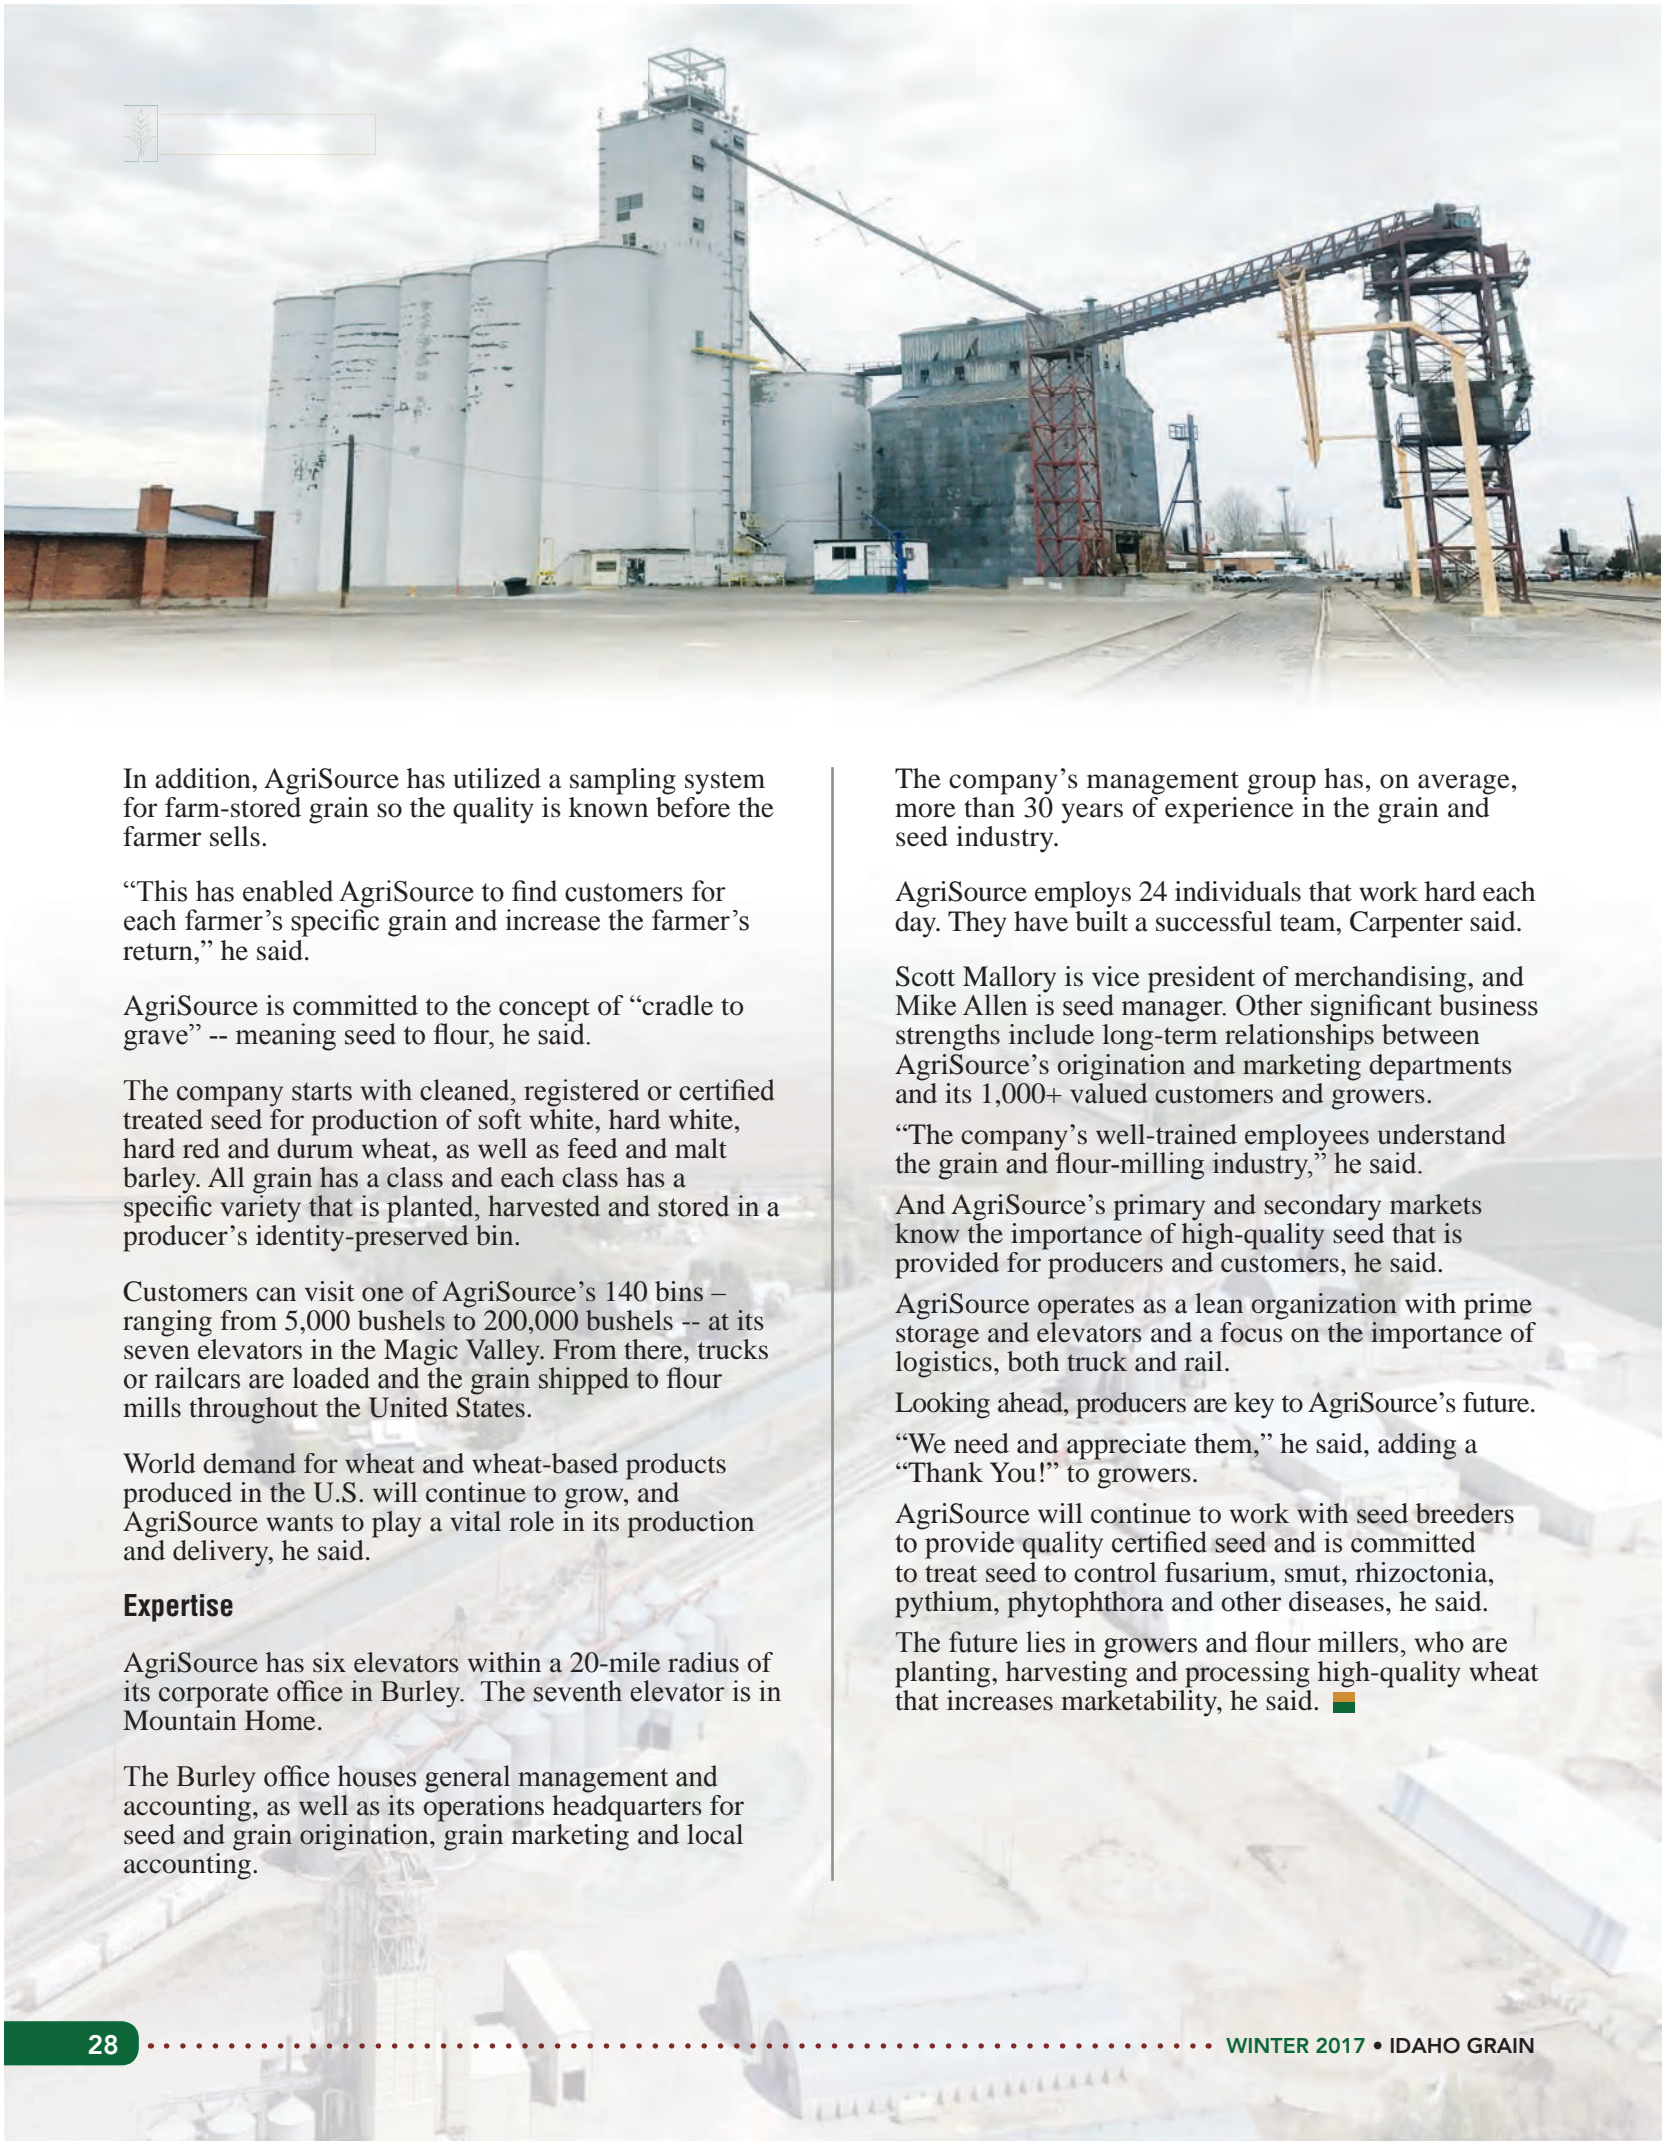 In addition, AgriSource has utilized a sampling system
for farm-stored grain so the quality is known before the
farmer sells.
“This has enabled AgriSource to find customers for
each farmer’s specific grain and increase the farmer’s
return,” he said.
AgriSource is committed to the concept of “cradle to
grave” -- meaning seed to flour, he said.
The company starts with cleaned, registered or certified
treated seed for production of soft white, hard white,
hard red and durum wheat, as well as feed and malt
barley. All grain has a class and each class has a
specific variety that is planted, harvested and stored in a
producer’s identity-preserved bin.
Customers can visit one of AgriSource’s 140 bins –
ranging from 5,000 bushels to 200,000 bushels -- at its
seven elevators in the Magic Valley. From there, trucks
or railcars are loaded and the grain shipped to flour
mills throughout the United States.
World demand for wheat and wheat-based products
produced in the U.S. will continue to grow, and
AgriSource wants to play a vital role in its production
and delivery, he said.
Expertise
AgriSource has six elevators within a 20-mile radius of
its corporate office in Burley.  The seventh elevator is in
Mountain Home.
The Burley office houses general management and
accounting, as well as its operations headquarters for
seed and grain origination, grain marketing and local
accounting.
The company’s management group has, on average,
more than 30 years of experience in the grain and
seed industry.
AgriSource employs 24 individuals that work hard each
day. They have built a successful team, Carpenter said.
Scott Mallory is vice president of merchandising, and
Mike Allen is seed manager. Other significant business
strengths include long-term relationships between
AgriSource’s origination and marketing departments
and its 1,000+ valued customers and growers.
“The company’s well-trained employees understand
the grain and flour-milling industry,” he said.
And AgriSource’s primary and secondary markets
know the importance of high-quality seed that is
provided for producers and customers, he said.
AgriSource operates as a lean organization with prime
storage and elevators and a focus on the importance of
logistics, both truck and rail.
Looking ahead, producers are key to AgriSource’s future.
“We need and appreciate them,” he said, adding a
“Thank You!” to growers.
AgriSource will continue to work with seed breeders
to provide quality certified seed and is committed
to treat seed to control fusarium, smut, rhizoctonia,
pythium, phytophthora and other diseases, he said.
The future lies in growers and flour millers, who are
planting, harvesting and processing high-quality wheat
that increases marketability, he said.
28
WINTER 2017 • IDAHO GRAIN